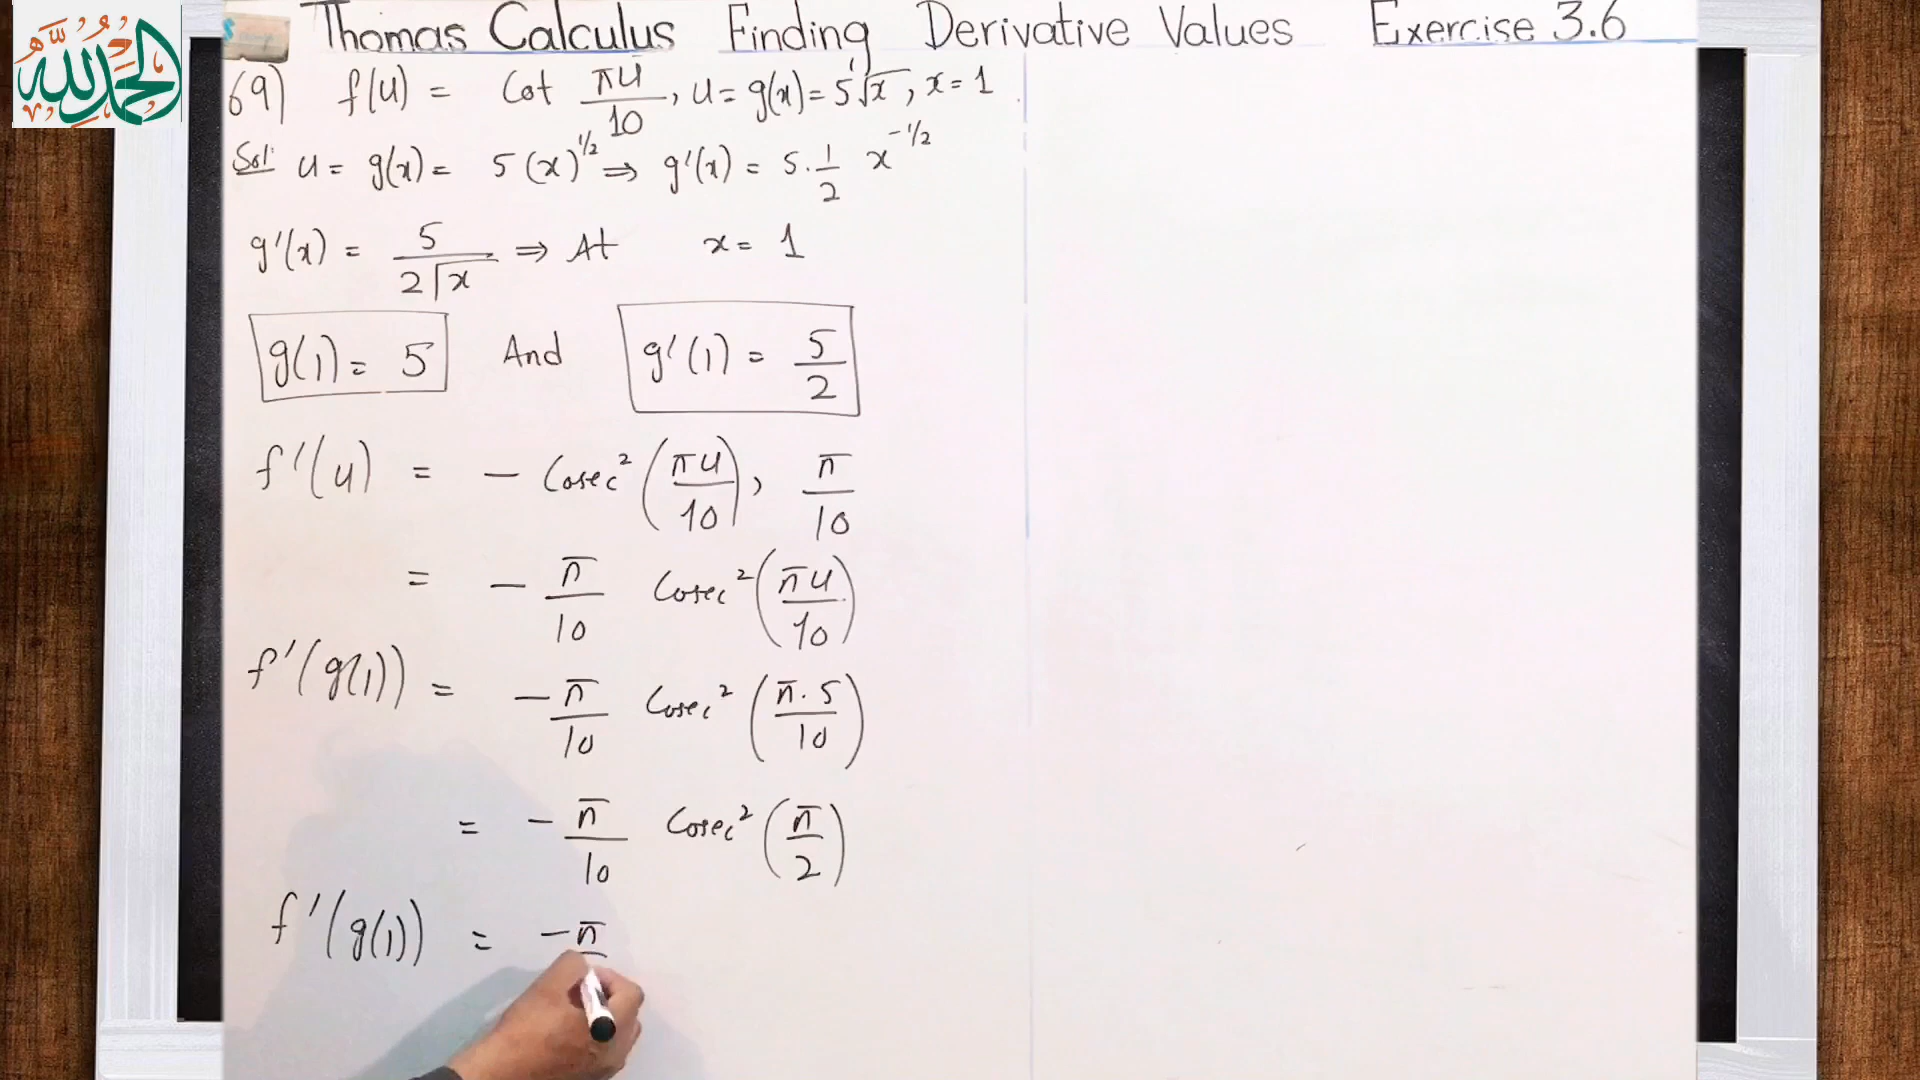 الحمد لله
Thomas Calculus Finding Derivative Values Exercise 3.6
69) f(u) = Cot πu/10, u = g(x) = 5√x, x = 1
Sol: u = g(x) = 5(x)^1/2 ⇒ g'(x) = 5.1/2 x^-1/2
g'(x) = 5/2√x ⇒ At x = 1
g(1) = 5 And g'(1) = 5/2
f'(u) = - Cosec²(πu/10), π/10
= - π/10 Cosec²(πu/10)
f'(g(1)) = -π/10 Cosec²(π.5/10)
= -π/10 Cosec²(π/2)
f'(g(1)) = -π